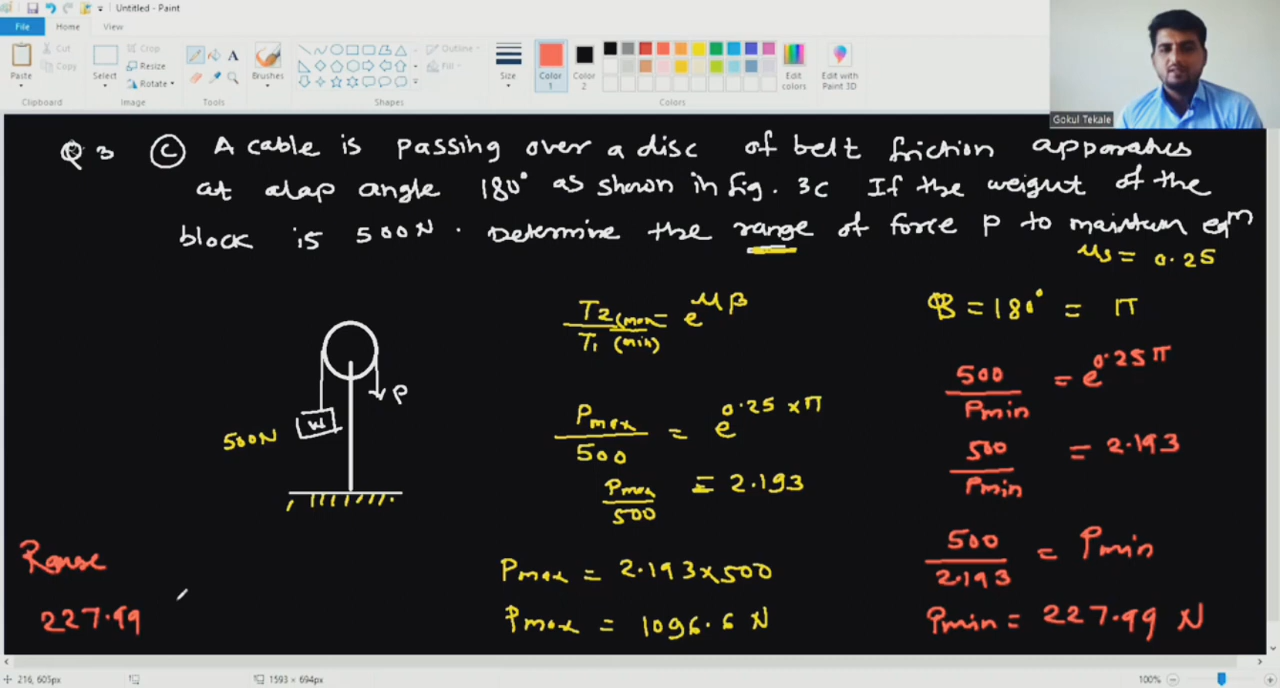 Untitled - Paint
File Home View
Paste Cut Copy
Select Crop Resize Rotate
Brushes
Outline
Fill
Size
Color 1
Color 2
Edit colors
Edit with Paint 3D
Clipboard Image Tools Shapes Colors
Gokul Tekale
Q 3 (C) A cable is passing over a disc of belt friction apparatus
at a lap angle 180° as shown in fig. 3c If the weight of the
block is 500N. Determine the range of force P to maintain eqm
μs = 0.25
T2(max / T1 (min) = e^μβ
β = 180° = π
P
W
500N
Pmax / 500 = e^0.25×π
Pmax / 500 = 2.193
Pmax = 2.193×500
Pmax = 1096.6 N
500 / Pmin = e^0.25π
500 / Pmin = 2.193
500 / 2.193 = Pmin
Pmin = 227.99 N
Range
227.99
216, 605px
1593 × 694px
100%